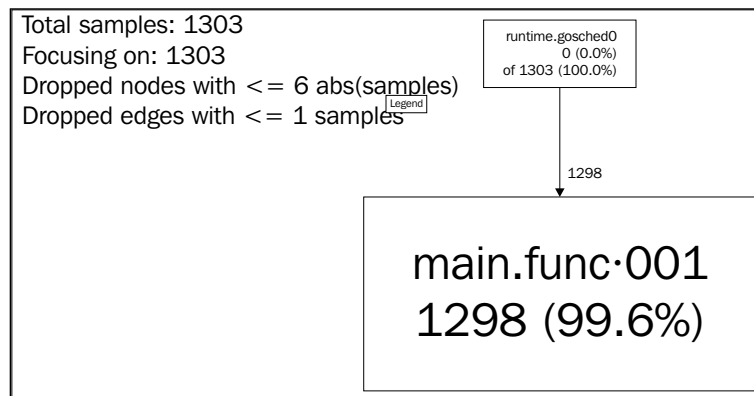 Total samples: 1303
Focusing on: 1303
Dropped nodes with <= 6 abs(samples)
Dropped edges with <= 1 samples
Legend
runtime.gosched0
0 (0.0%)
of 1303 (100.0%)
1298
main.func·001
1298 (99.6%)